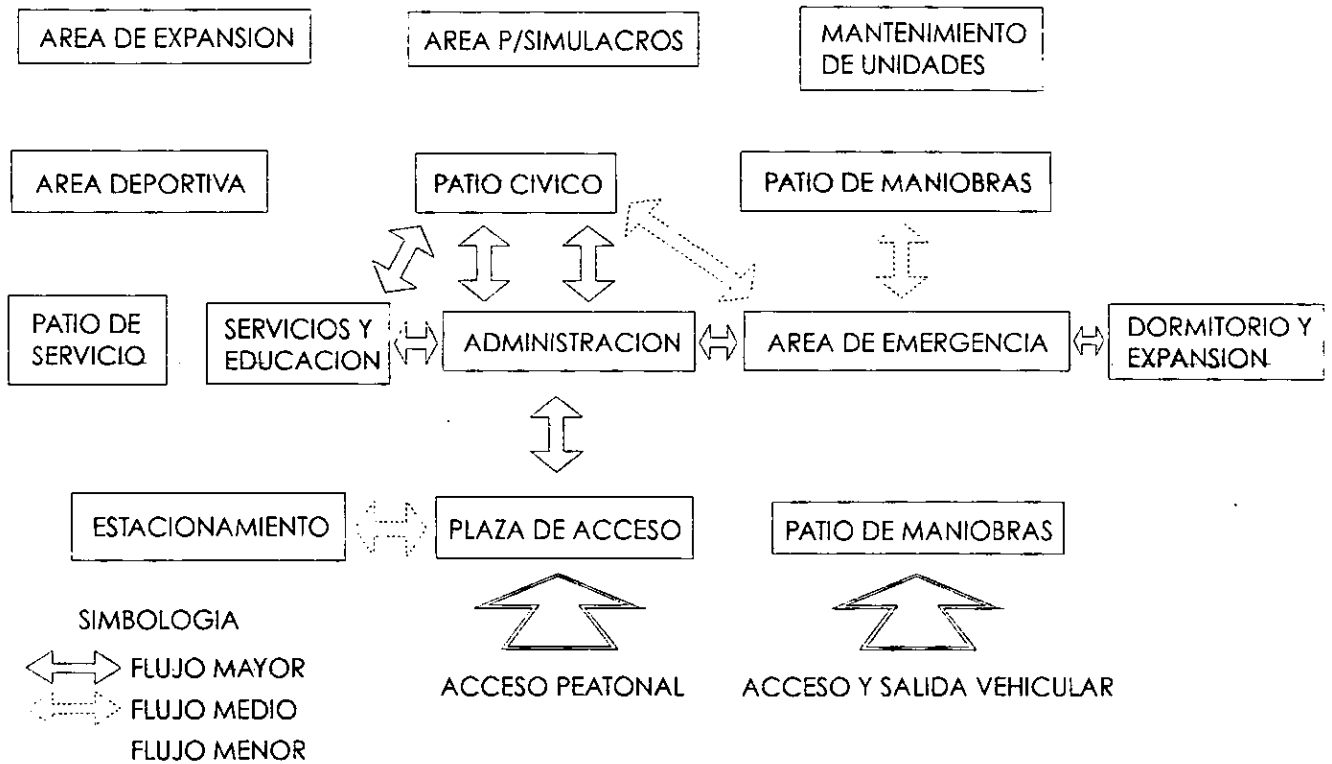 AREA DE EXPANSION
AREA P/SIMULACROS
MANTENIMIENTO
DE UNIDADES
AREA DEPORTIVA
PATIO CIVICO
PATIO DE MANIOBRAS
PATIO DE
SERVICIO
SERVICIOS Y
EDUCACION
ADMINISTRACION
AREA DE EMERGENCIA
DORMITORIO Y
EXPANSION
ESTACIONAMIENTO
PLAZA DE ACCESO
PATIO DE MANIOBRAS
SIMBOLOGIA
FLUJO MAYOR
FLUJO MEDIO
FLUJO MENOR
ACCESO PEATONAL
ACCESO Y SALIDA VEHICULAR